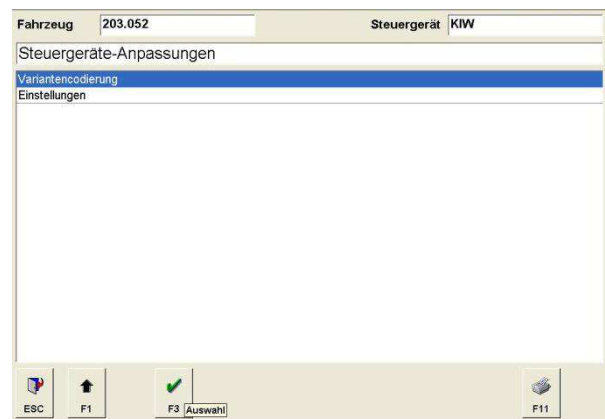 Fahrzeug 203.052 Steuergerät KIW
Steuergeräte-Anpassungen
Variantencodierung
Einstellungen
ESC F1 F3 Auswahl F11